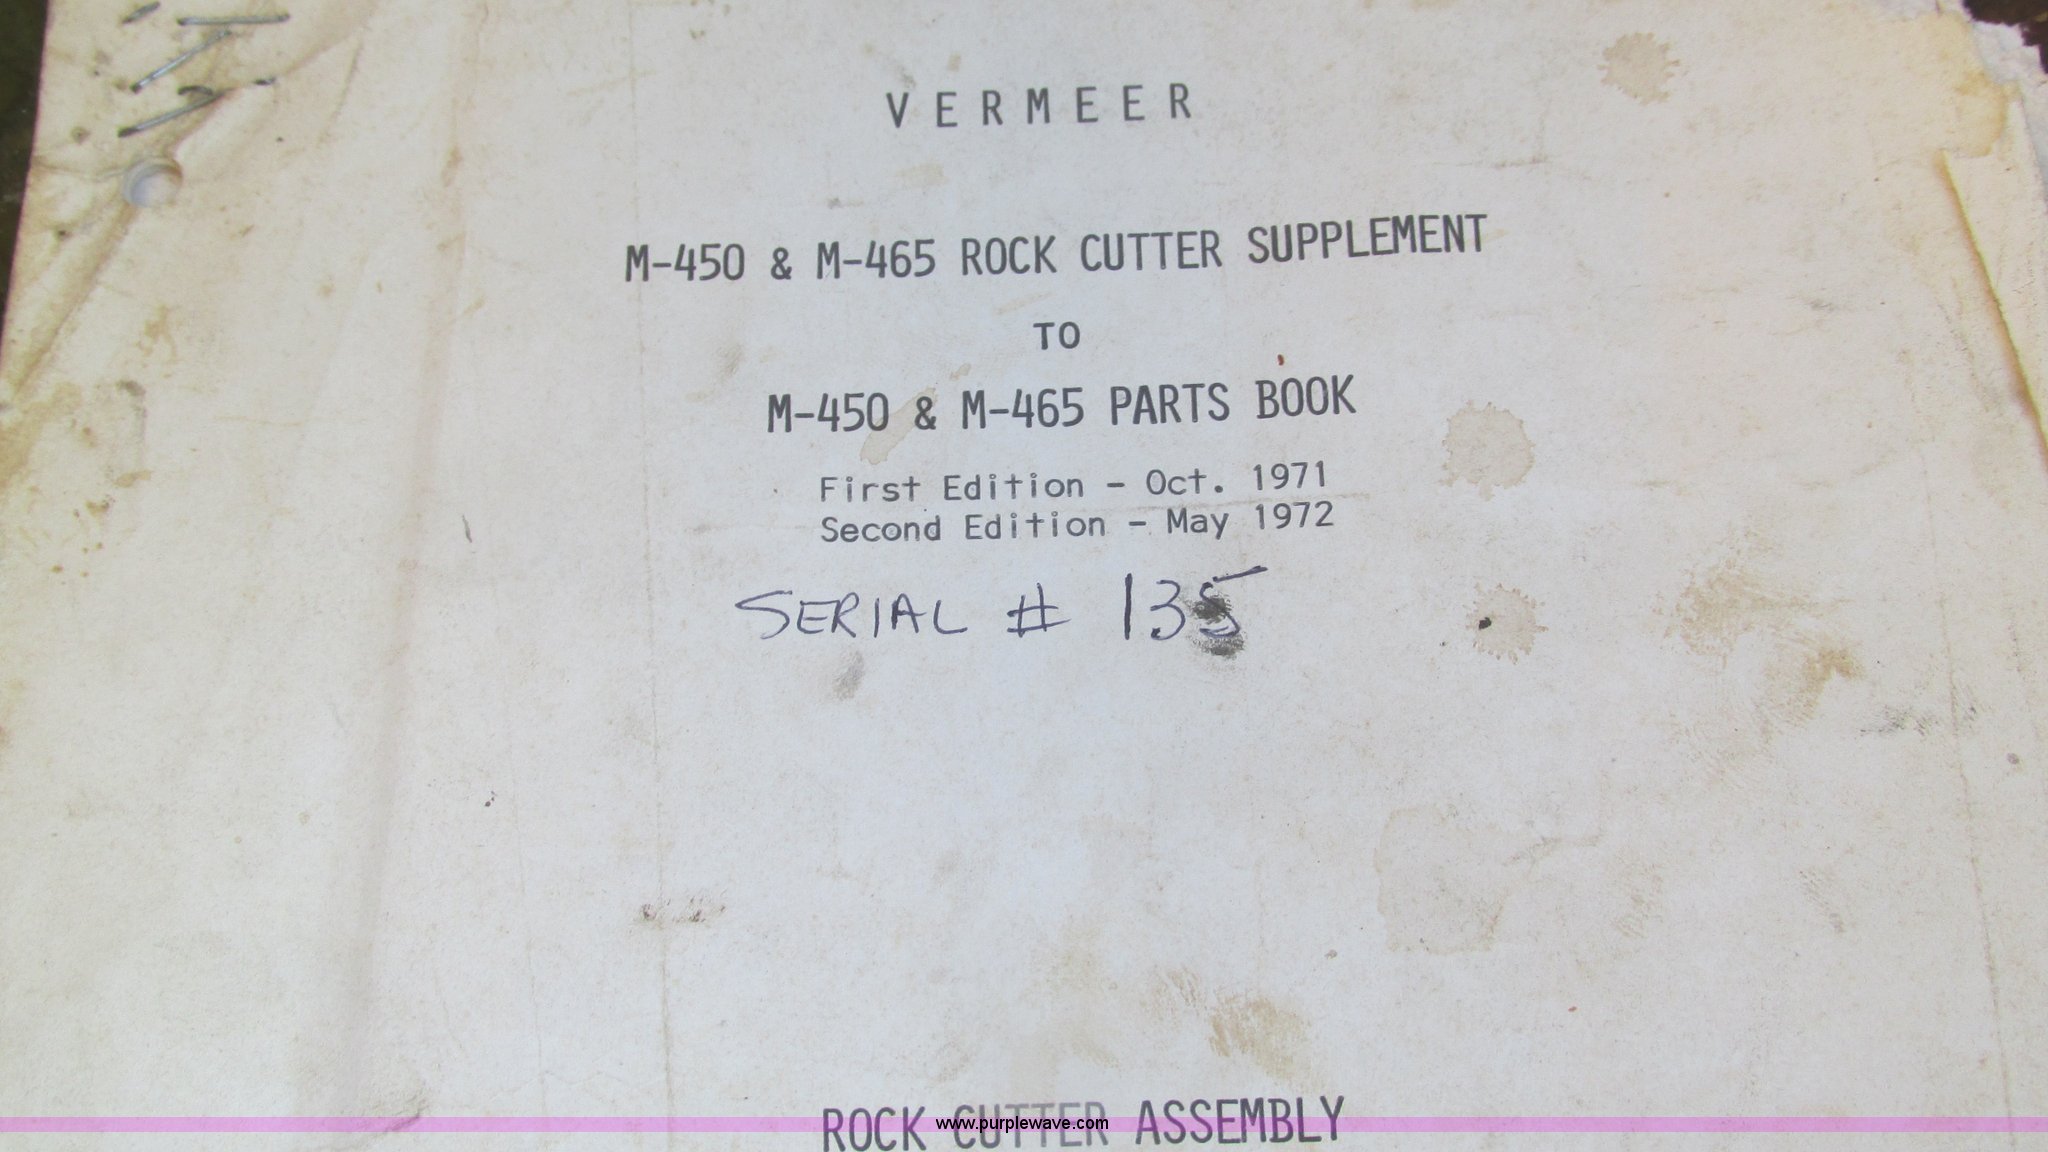 VERMEER
M-450 & M-465 ROCK CUTTER SUPPLEMENT
TO
M-450 & M-465 PARTS BOOK
First Edition - Oct. 1971
Second Edition - May 1972
SERIAL # 135
ROCK CUTTER ASSEMBLY
www.purplewave.com